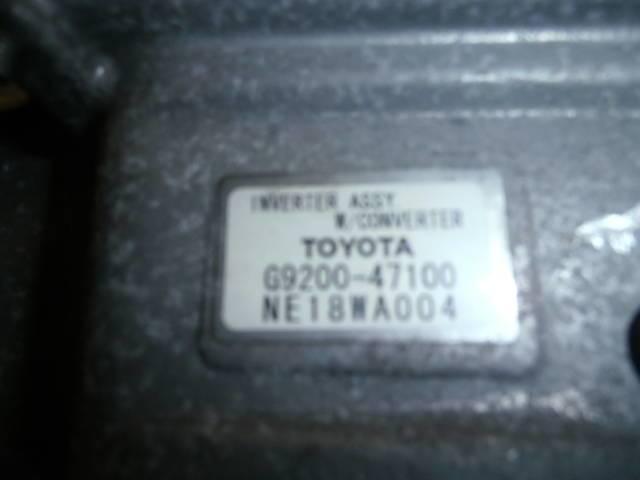 INVERTER ASSY
W/CONVERTER
TOYOTA
G9200-47100
NE18WA004